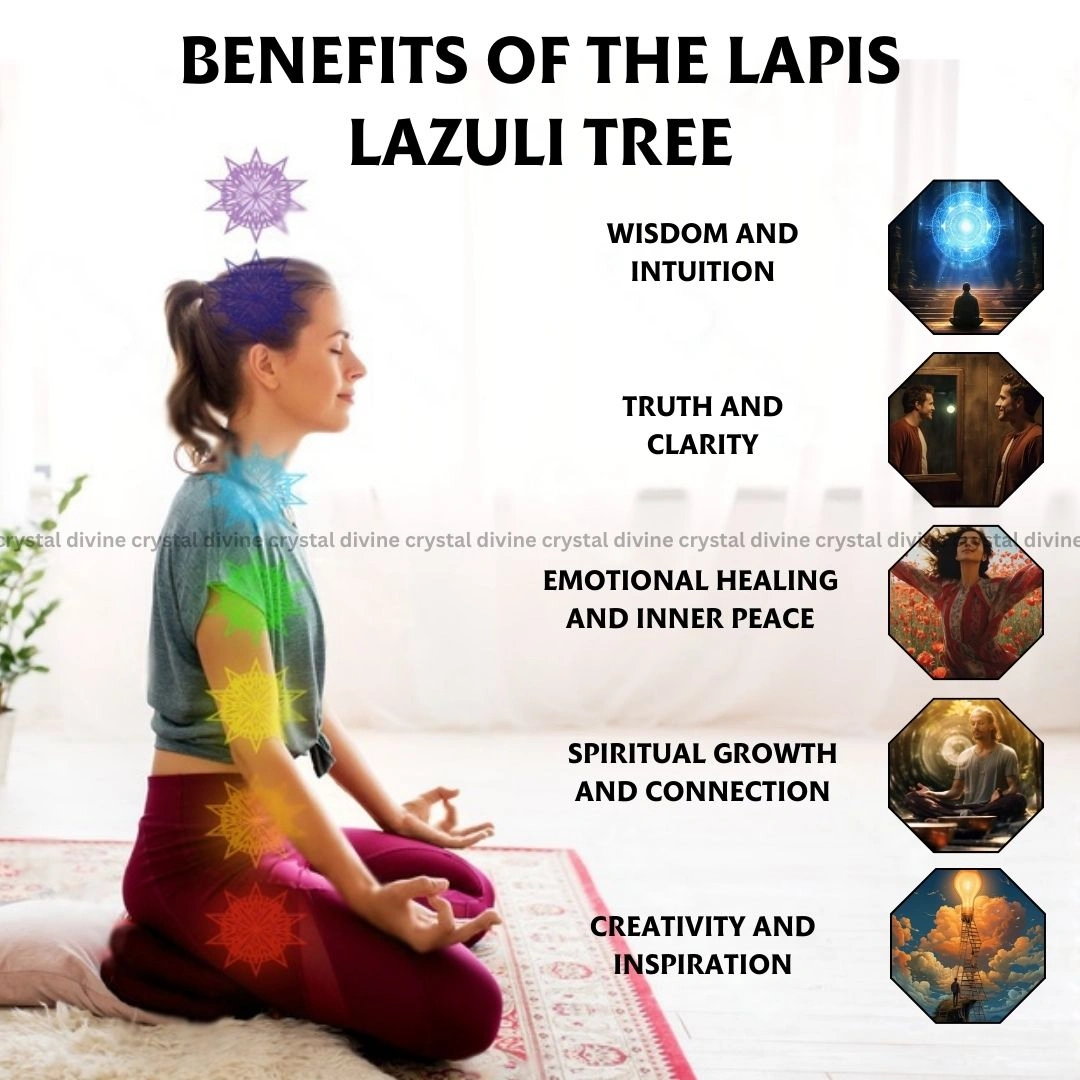 BENEFITS OF THE LAPIS
LAZULI TREE
WISDOM AND
INTUITION
TRUTH AND
CLARITY
crystal divine crystal divine crystal divine crystal divine crystal divine crystal divine crystal divine crystal divine
EMOTIONAL HEALING
AND INNER PEACE
SPIRITUAL GROWTH
AND CONNECTION
CREATIVITY AND
INSPIRATION